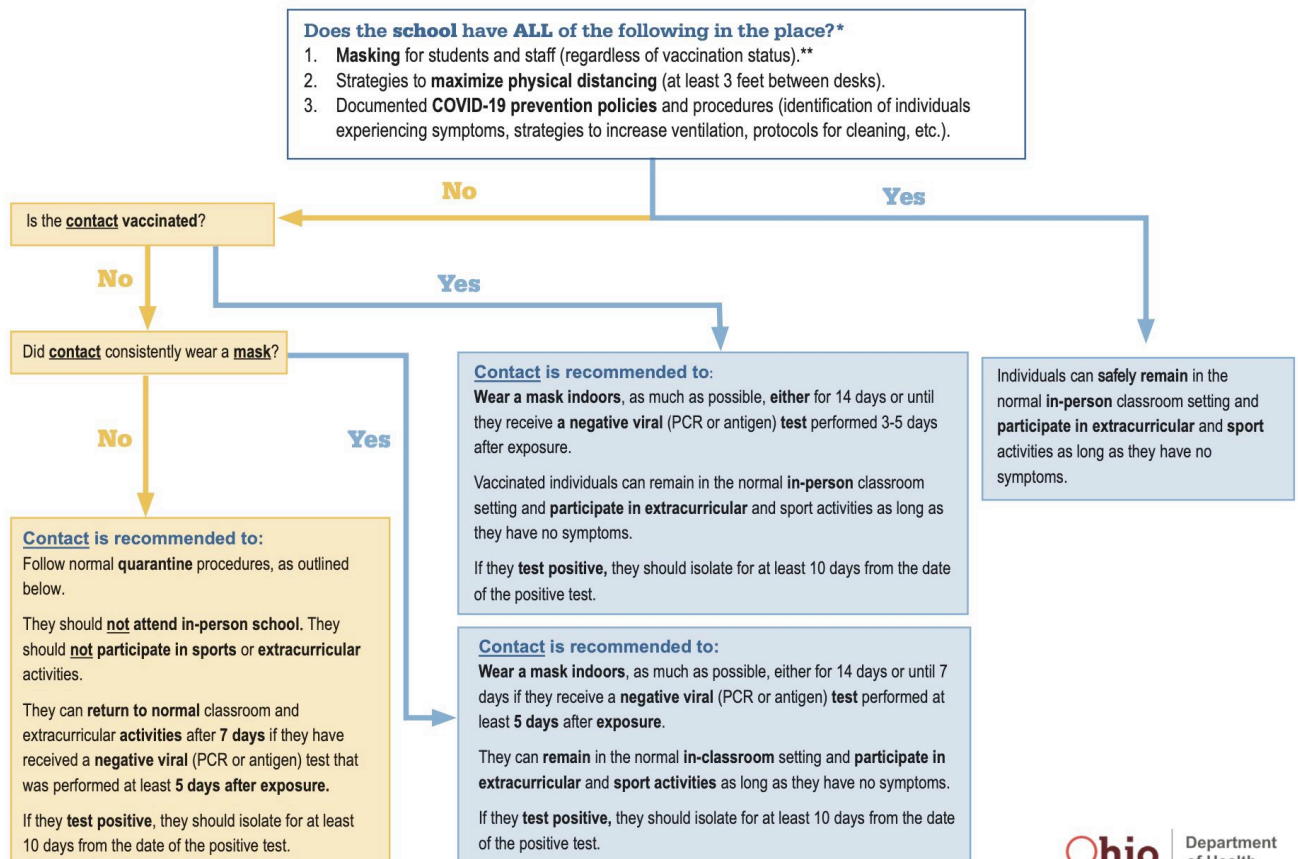 Does the school have ALL of the following in the place?*
1. Masking for students and staff (regardless of vaccination status).**
2. Strategies to maximize physical distancing (at least 3 feet between desks).
3. Documented COVID-19 prevention policies and procedures (identification of individuals
experiencing symptoms, strategies to increase ventilation, protocols for cleaning, etc.).
No
Yes
Is the contact vaccinated?
No
Yes
Did contact consistently wear a mask?
No
Yes
Contact is recommended to:
Wear a mask indoors, as much as possible, either for 14 days or until
they receive a negative viral (PCR or antigen) test performed 3-5 days
after exposure.
Vaccinated individuals can remain in the normal in-person classroom
setting and participate in extracurricular and sport activities as long as
they have no symptoms.
If they test positive, they should isolate for at least 10 days from the date
of the positive test.
Individuals can safely remain in the
normal in-person classroom setting and
participate in extracurricular and sport
activities as long as they have no
symptoms.
Contact is recommended to:
Follow normal quarantine procedures, as outlined
below.
They should not attend in-person school. They
should not participate in sports or extracurricular
activities.
They can return to normal classroom and
extracurricular activities after 7 days if they have
received a negative viral (PCR or antigen) test that
was performed at least 5 days after exposure.
If they test positive, they should isolate for at least
10 days from the date of the positive test.
Contact is recommended to:
Wear a mask indoors, as much as possible, either for 14 days or until 7
days if they receive a negative viral (PCR or antigen) test performed at
least 5 days after exposure.
They can remain in the normal in-classroom setting and participate in
extracurricular and sport activities as long as they have no symptoms.
If they test positive, they should isolate for at least 10 days from the date
of the positive test.
Ohio
Department
of Health